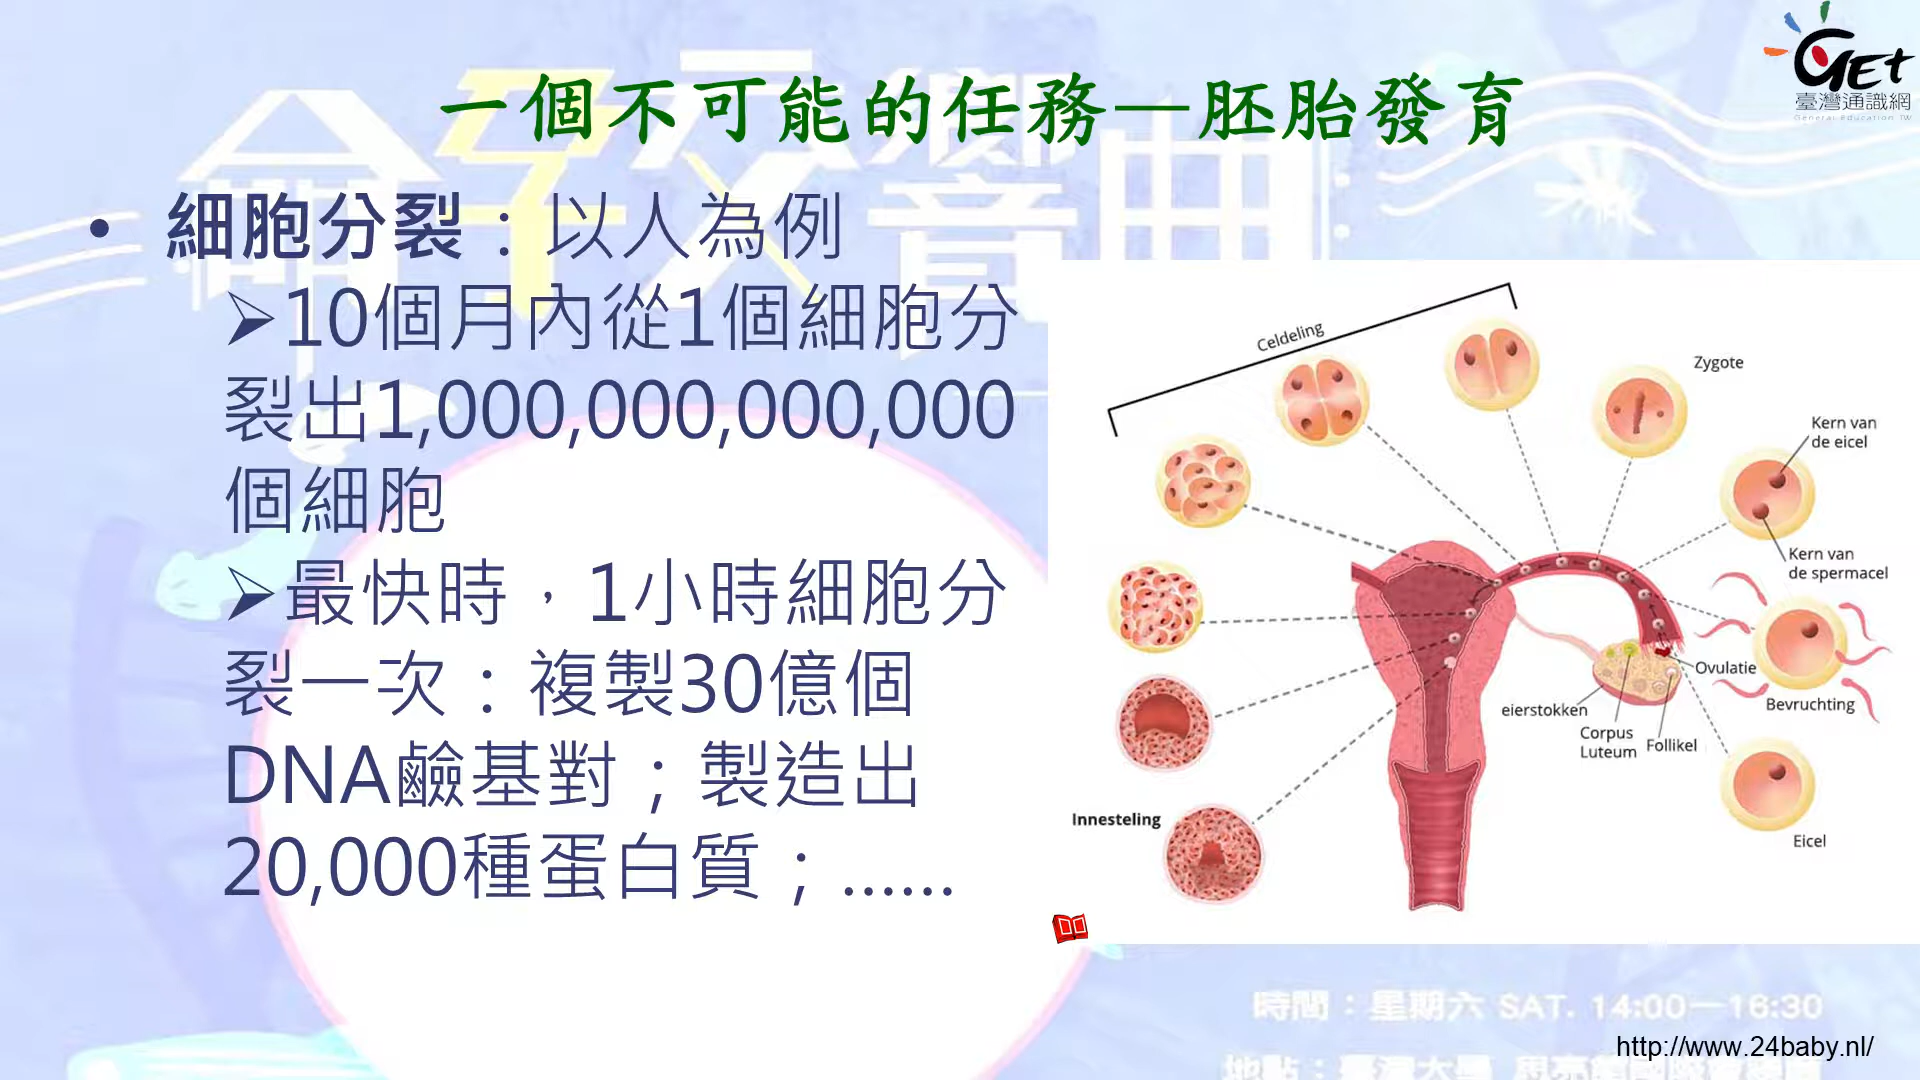 GET
臺灣通識網
General Education TW
一個不可能的任務—胚胎發育
• 細胞分裂：以人為例
➢10個月內從1個細胞分
裂出1,000,000,000,000
個細胞
➢最快時，1小時細胞分
裂一次：複製30億個
DNA鹼基對；製造出
20,000種蛋白質；……
Celdeling
Zygote
Kern van
de eicel
Kern van
de spermacel
Ovulatie
Bevruchting
eierstokken
Corpus
Luteum
Follikel
Innesteling
Eicel
時間：星期六 SAT. 14:00—16:30
http://www.24baby.nl/